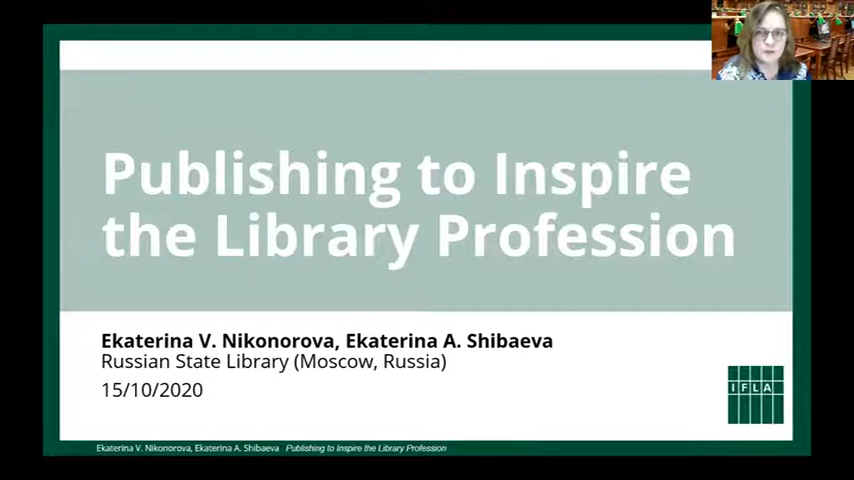 Publishing to Inspire
the Library Profession
Ekaterina V. Nikonorova, Ekaterina A. Shibaeva
Russian State Library (Moscow, Russia)
15/10/2020
IFLA
Ekaterina V. Nikonorova, Ekaterina A. Shibaeva Publishing to Inspire the Library Profession